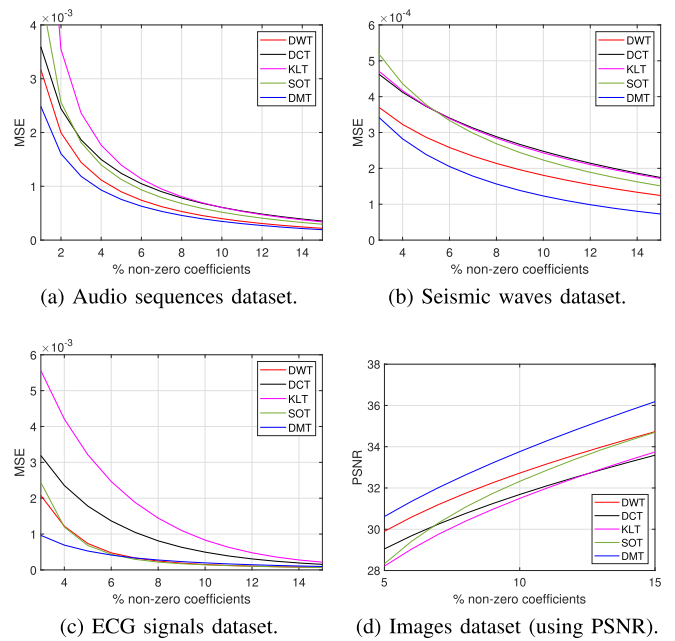 ×10⁻³
4
3
2
1
0
MSE
2 4 6 8 10 12 14
% non-zero coefficients
DWT
DCT
KLT
SOT
DMT
(a) Audio sequences dataset.
×10⁻⁴
6
5
4
3
2
1
0
MSE
4 6 8 10 12 14
% non-zero coefficients
DWT
DCT
KLT
SOT
DMT
(b) Seismic waves dataset.
×10⁻³
6
5
4
3
2
1
0
MSE
4 6 8 10 12 14
% non-zero coefficients
DWT
DCT
KLT
SOT
DMT
(c) ECG signals dataset.
38
36
34
32
30
28
PSNR
5 10 15
% non-zero coefficients
DWT
DCT
KLT
SOT
DMT
(d) Images dataset (using PSNR).